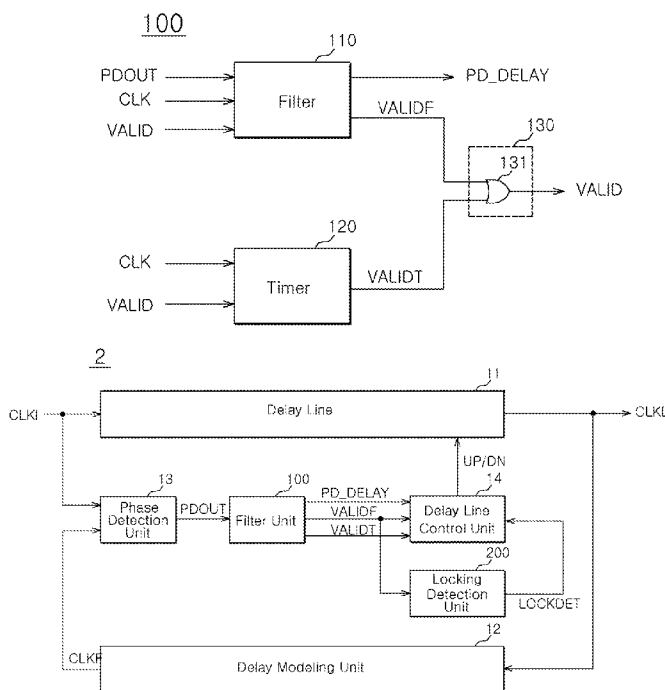 100
110
PDOUT
CLK
VALID
Filter
PD_DELAY
VALIDF
130
131
VALID
120
CLK
VALID
Timer
VALIDT
2
11
CLKI
Delay Line
UP/DN
13
Phase
Detection
Unit
PDOUT
100
Filter Unit
PD_DELAY
VALIDF
VALIDT
14
Delay Line
Control Unit
200
Locking
Detection
Unit
LOCKDET
12
Delay Modeling Unit